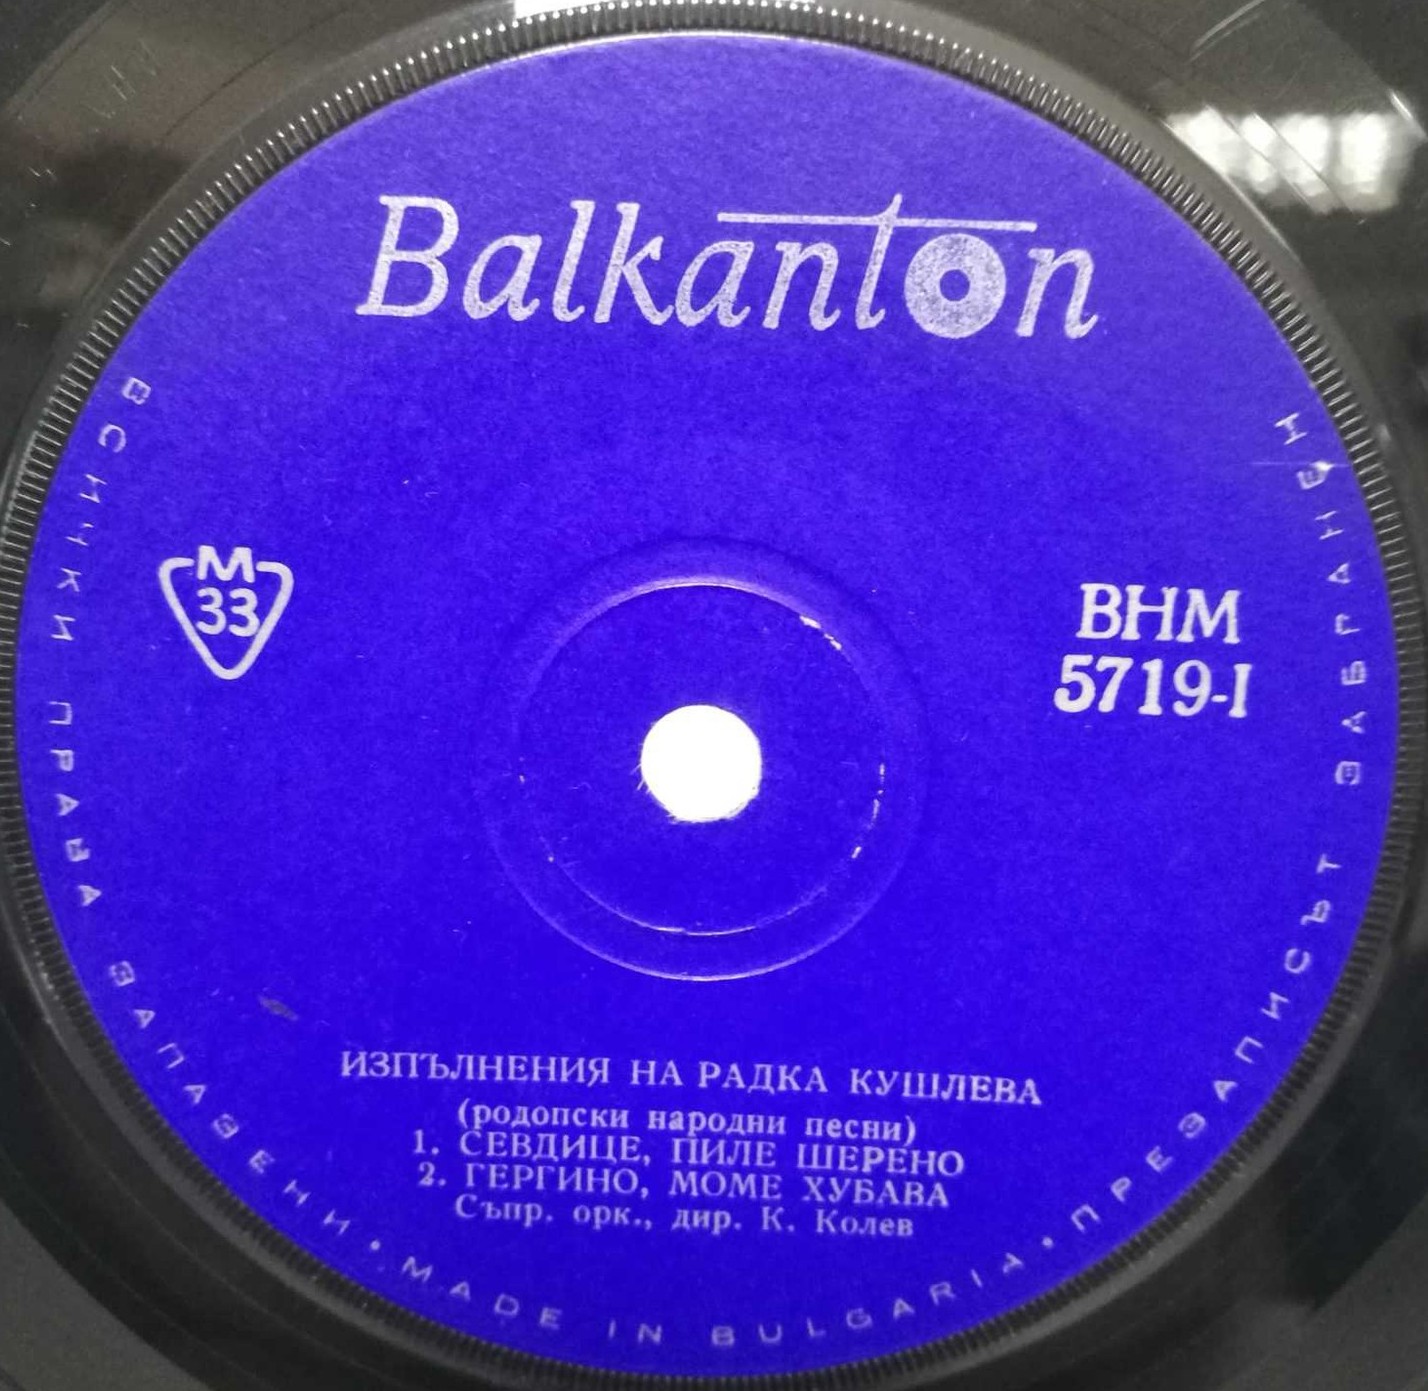 Balkanton
М
33
ВНМ
5719-I
ИЗПЪЛНЕНИЯ НА РАДКА КУШЛЕВА
(родопски народни песни)
1. СЕВДИЦЕ, ПИЛЕ ШЕРЕНО
2. ГЕРГИНО, МОМЕ ХУБАВА
Съпр. орк., дир. К. Колев
ВСИЧКИ ПРАВА ЗАПАЗЕНИ • MADE IN BULGARIA • ПРЕЗАПИСЪТ ЗАБРАНЕН